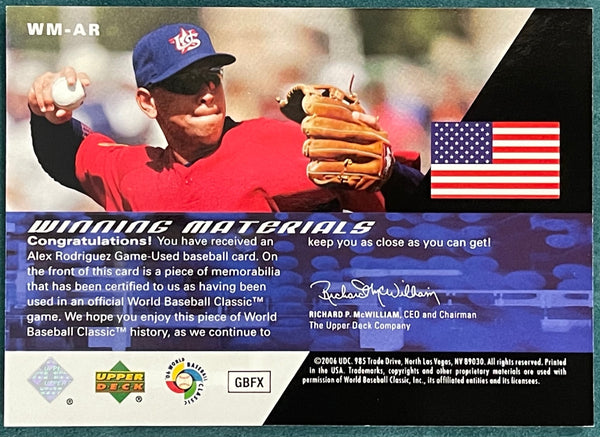 WM-AR
US
WINNING MATERIALS
Congratulations! You have received an
Alex Rodriguez Game-Used baseball card. On
the front of this card is a piece of memorabilia
that has been certified to us as having been
used in an official World Baseball Classic™
game. We hope you enjoy this piece of World
Baseball Classic™ history, as we continue to
keep you as close as you can get!
Richard P. McWilliam
RICHARD P. McWILLIAM, CEO and Chairman
The Upper Deck Company
©2006 UDC. 985 Trade Drive, North Las Vegas, NV 89030. All rights reserved. Printed
in the USA. Trademarks, copyrights and other proprietary materials are used with
permission of World Baseball Classic, Inc., its affiliated entities and its licensees.
UPPER DECK
®
UPPER
DECK
®
WORLD BASEBALL CLASSIC
GBFX